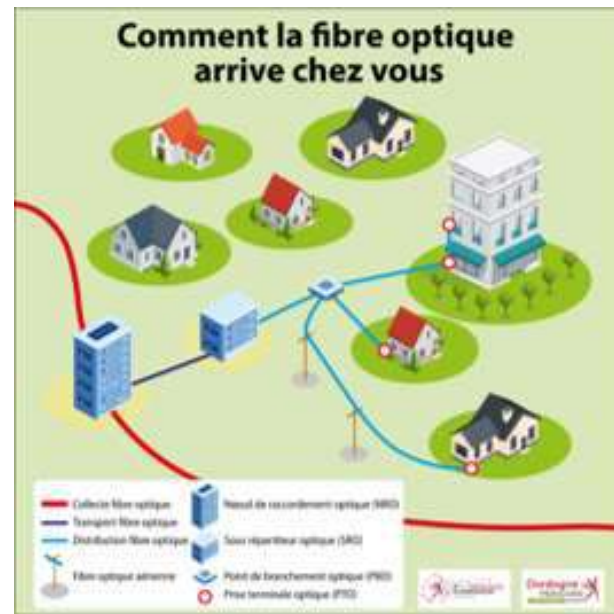 Comment la fibre optique
arrive chez vous
Collecte fibre optique
Transport fibre optique
Distribution fibre optique
Fibre optique aérienne
Nœud de raccordement optique (NRO)
Sous répartiteur optique (SRO)
Point de branchement optique (PBO)
Prise terminale optique (PTO)
Dordogne